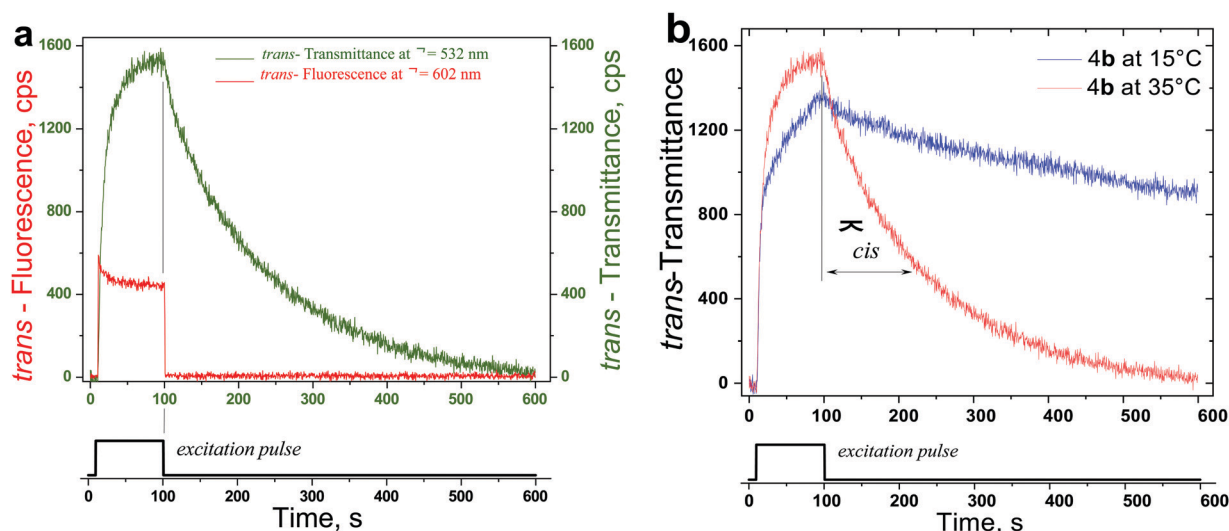 a
trans- Transmittance at ㄱ= 532 nm
trans- Fluorescence at ㄱ= 602 nm
trans - Fluorescence, cps
trans - Transmittance, cps
1600
1200
800
400
0
1600
1200
800
400
0
0 100 200 300 400 500 600
excitation pulse
0 100 200 300 400 500 600
Time, s
b
4b at 15°C
4b at 35°C
trans-Transmittance
1600
1200
800
400
0
cis
0 100 200 300 400 500 600
excitation pulse
0 100 200 300 400 500 600
Time, s